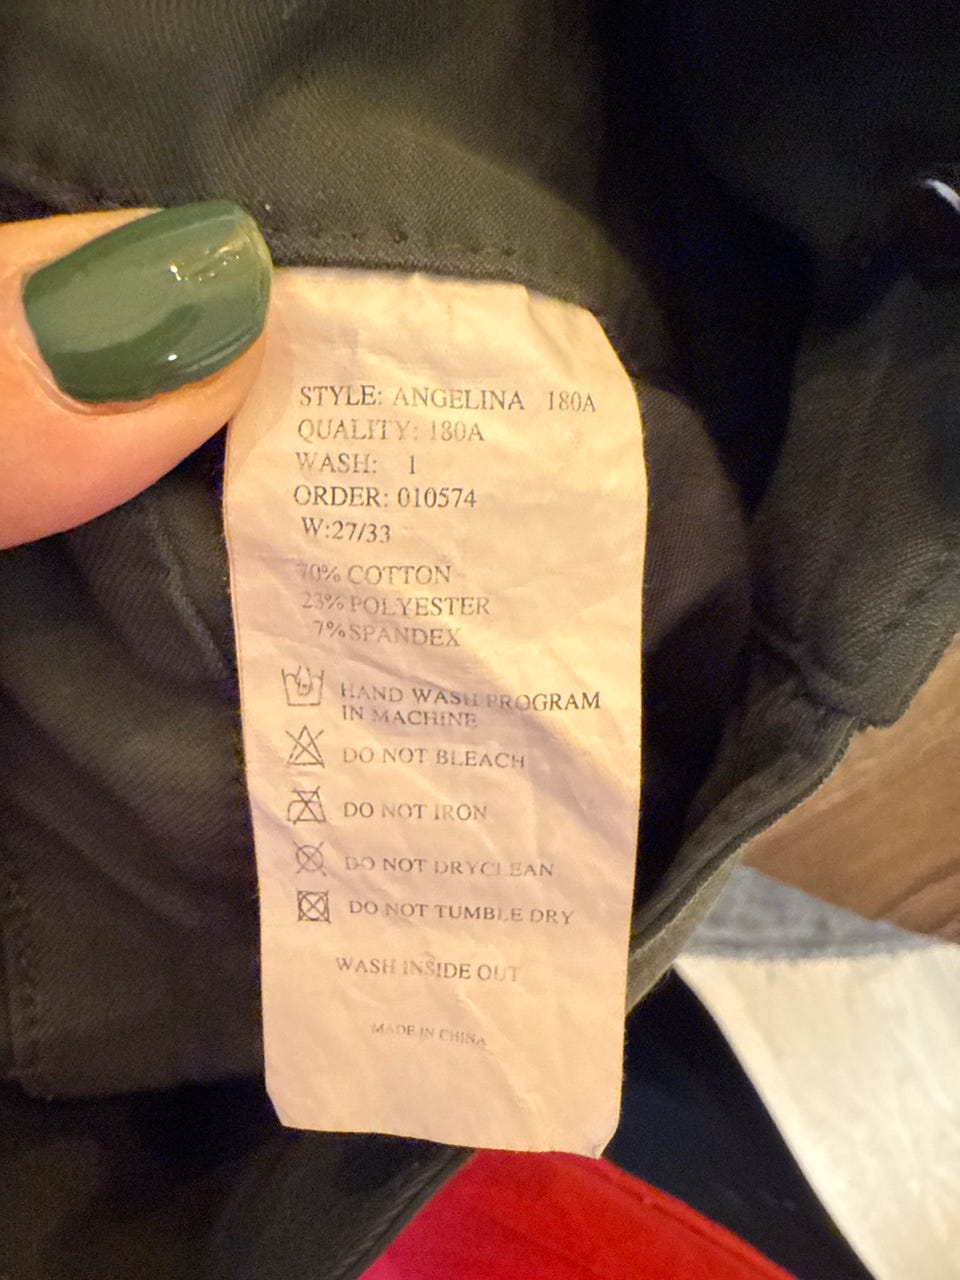 STYLE: ANGELINA 180A
QUALITY: 180A
WASH: 1
ORDER: 010574
W:27/33
70% COTTON
23% POLYESTER
7% SPANDEX
HAND WASH PROGRAM
IN MACHINE
DO NOT BLEACH
DO NOT IRON
DO NOT DRYCLEAN
DO NOT TUMBLE DRY
WASH INSIDE OUT
MADE IN CHINA